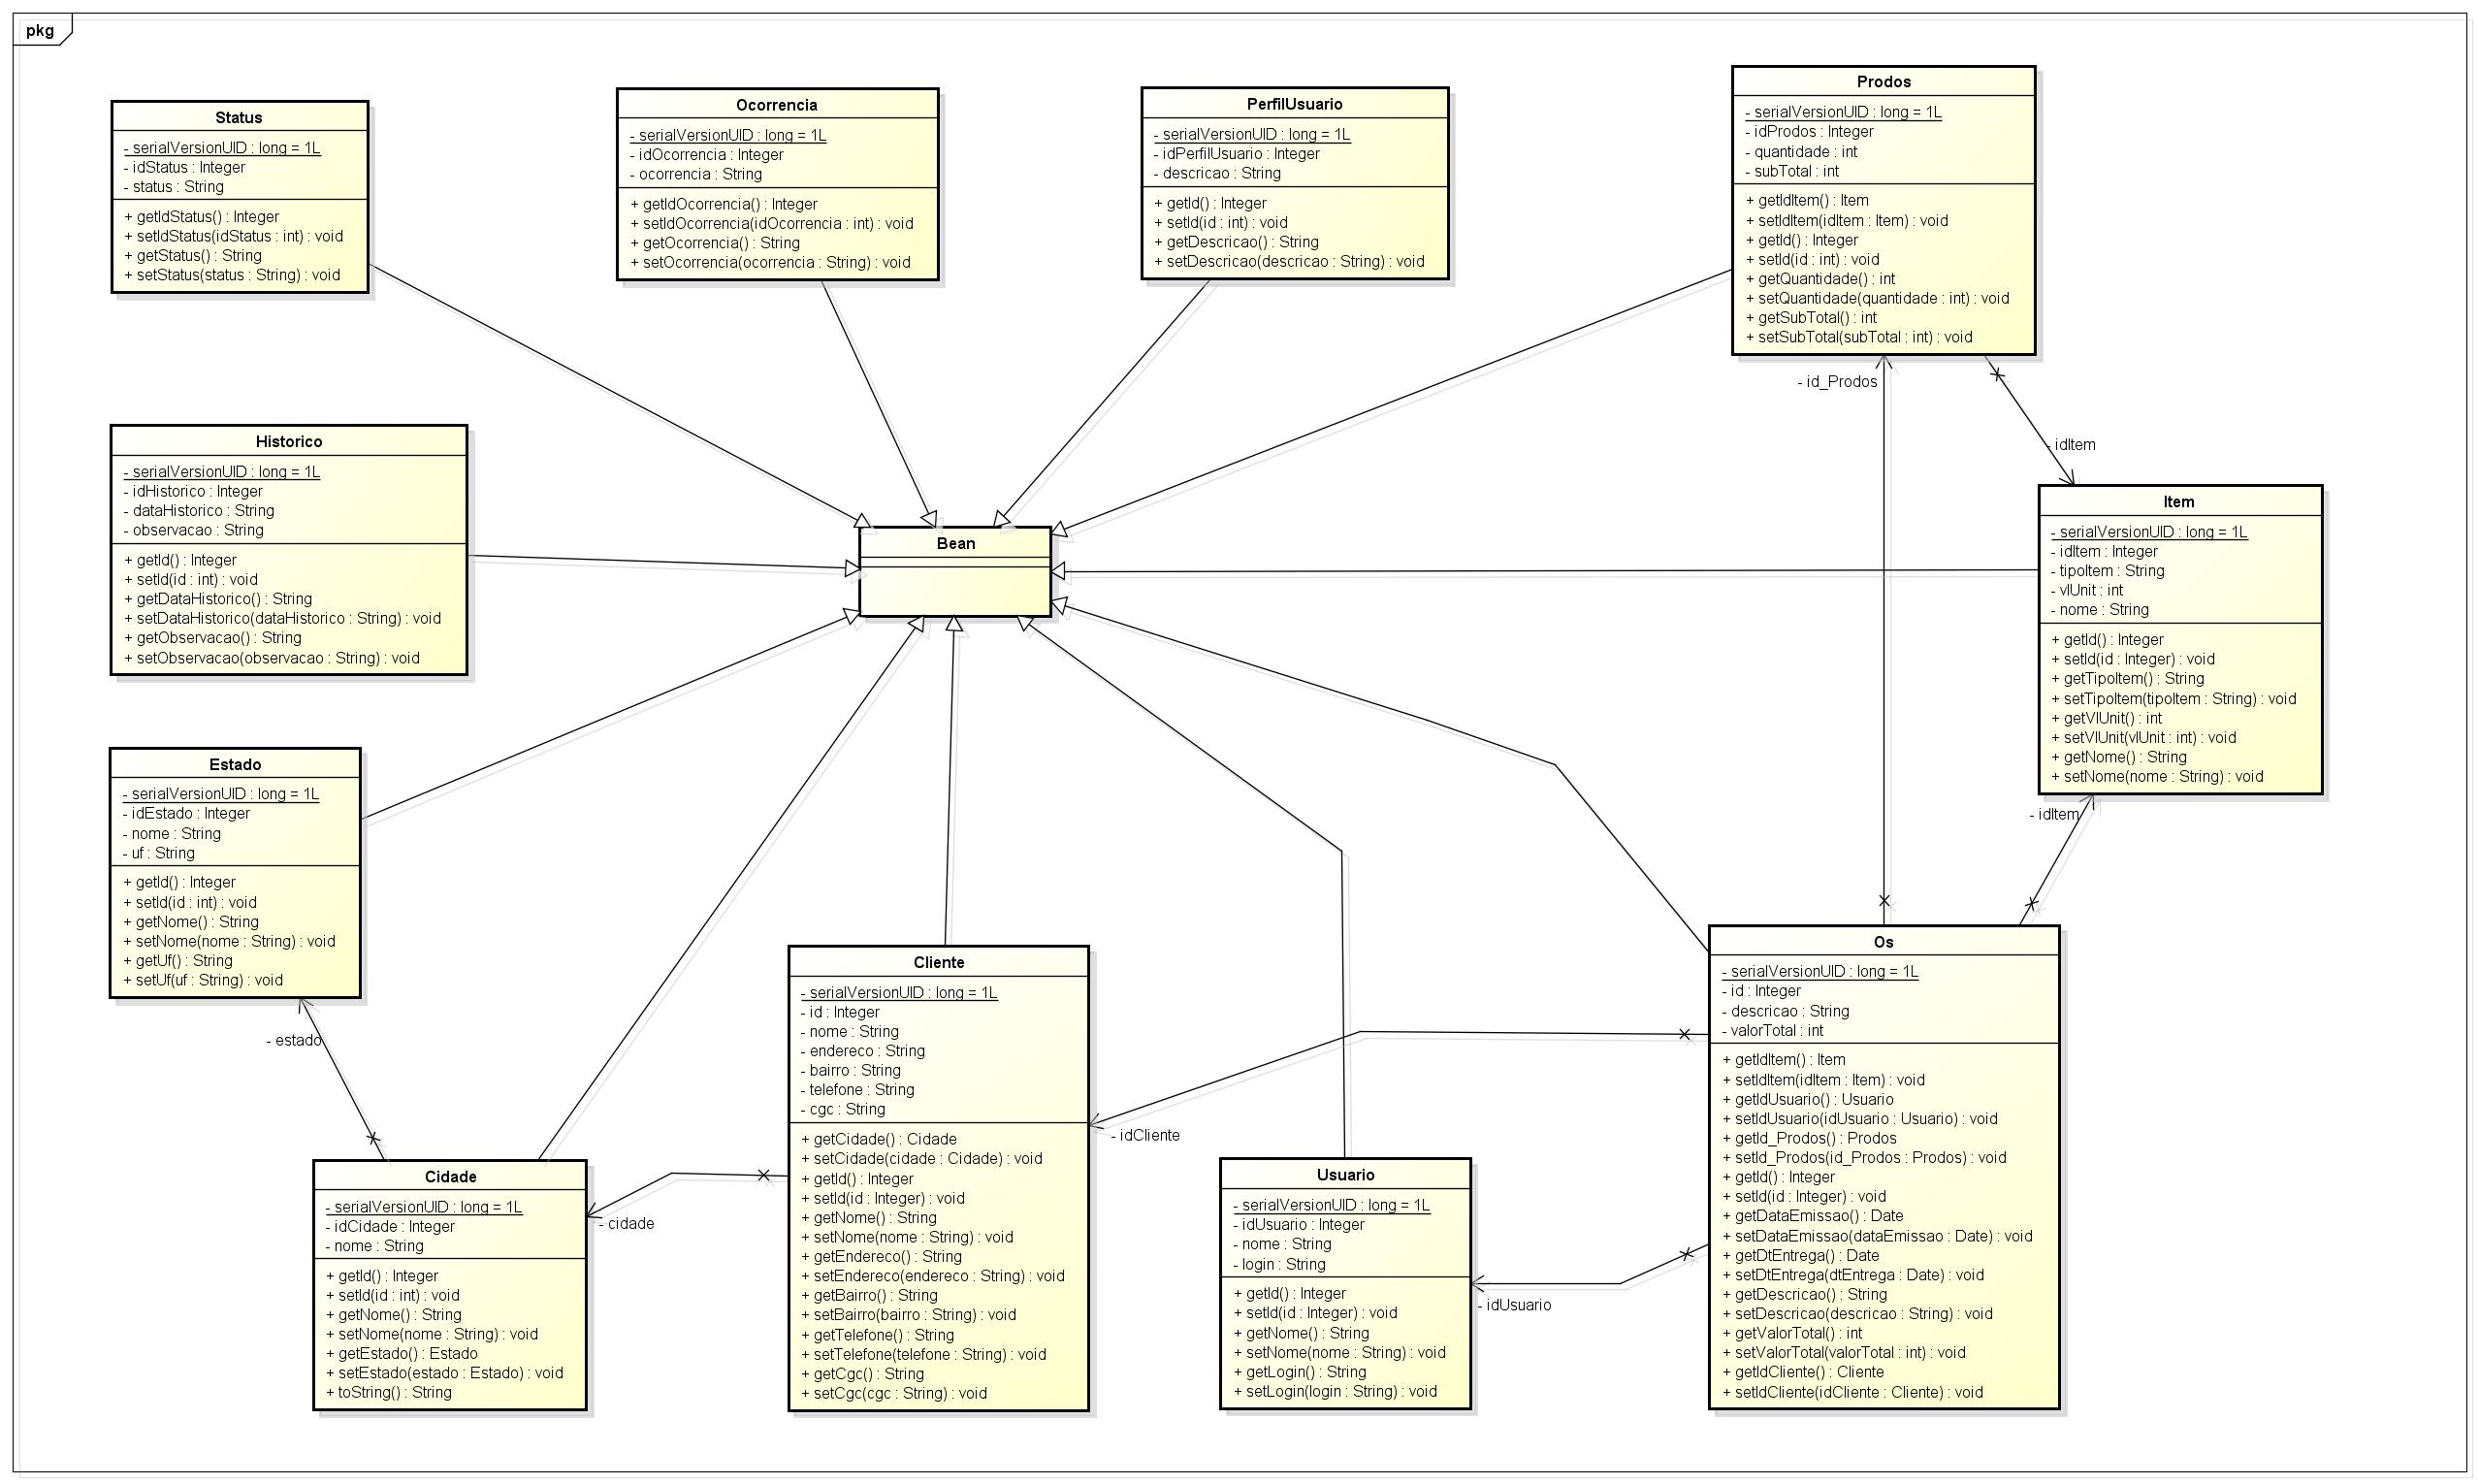 pkg
Status
- serialVersionUID : long = 1L
- idStatus : Integer
- status : String
+ getIdStatus() : Integer
+ setIdStatus(idStatus : int) : void
+ getStatus() : String
+ setStatus(status : String) : void
Ocorrencia
- serialVersionUID : long = 1L
- idOcorrencia : Integer
- ocorrencia : String
+ getIdOcorrencia() : Integer
+ setIdOcorrencia(idOcorrencia : int) : void
+ getOcorrencia() : String
+ setOcorrencia(ocorrencia : String) : void
PerfilUsuario
- serialVersionUID : long = 1L
- idPerfilUsuario : Integer
- descricao : String
+ getId() : Integer
+ setId(id : int) : void
+ getDescricao() : String
+ setDescricao(descricao : String) : void
Prodos
- serialVersionUID : long = 1L
- idProdos : Integer
- quantidade : int
- subTotal : int
+ getIdItem() : Item
+ setIdItem(idItem : Item) : void
+ getId() : Integer
+ setId(id : int) : void
+ getQuantidade() : int
+ setQuantidade(quantidade : int) : void
+ getSubTotal() : int
+ setSubTotal(subTotal : int) : void
- id_Prodos
- idItem
Historico
- serialVersionUID : long = 1L
- idHistorico : Integer
- dataHistorico : String
- observacao : String
+ getId() : Integer
+ setId(id : int) : void
+ getDataHistorico() : String
+ setDataHistorico(dataHistorico : String) : void
+ getObservacao() : String
+ setObservacao(observacao : String) : void
Bean
Item
- serialVersionUID : long = 1L
- idItem : Integer
- tipoItem : String
- vlUnit : int
- nome : String
+ getId() : Integer
+ setId(id : Integer) : void
+ getTipoItem() : String
+ setTipoItem(tipoItem : String) : void
+ getVlUnit() : int
+ setVlUnit(vlUnit : int) : void
+ getNome() : String
+ setNome(nome : String) : void
- idItem
Estado
- serialVersionUID : long = 1L
- idEstado : Integer
- nome : String
- uf : String
+ getId() : Integer
+ setId(id : int) : void
+ getNome() : String
+ setNome(nome : String) : void
+ getUf() : String
+ setUf(uf : String) : void
- estado
Cidade
- serialVersionUID : long = 1L
- idCidade : Integer
- nome : String
+ getId() : Integer
+ setId(id : int) : void
+ getNome() : String
+ setNome(nome : String) : void
+ getEstado() : Estado
+ setEstado(estado : Estado) : void
+ toString() : String
- cidade
Cliente
- serialVersionUID : long = 1L
- id : Integer
- nome : String
- endereco : String
- bairro : String
- telefone : String
- cgc : String
+ getCidade() : Cidade
+ setCidade(cidade : Cidade) : void
+ getId() : Integer
+ setId(id : Integer) : void
+ getNome() : String
+ setNome(nome : String) : void
+ getEndereco() : String
+ setEndereco(endereco : String) : void
+ getBairro() : String
+ setBairro(bairro : String) : void
+ getTelefone() : String
+ setTelefone(telefone : String) : void
+ getCgc() : String
+ setCgc(cgc : String) : void
- idCliente
Usuario
- serialVersionUID : long = 1L
- idUsuario : Integer
- nome : String
- login : String
+ getId() : Integer
+ setId(id : Integer) : void
+ getNome() : String
+ setNome(nome : String) : void
+ getLogin() : String
+ setLogin(login : String) : void
- idUsuario
Os
- serialVersionUID : long = 1L
- id : Integer
- descricao : String
- valorTotal : int
+ getIdItem() : Item
+ setIdItem(idItem : Item) : void
+ getIdUsuario() : Usuario
+ setIdUsuario(idUsuario : Usuario) : void
+ getId_Prodos() : Prodos
+ setId_Prodos(id_Prodos : Prodos) : void
+ getId() : Integer
+ setId(id : Integer) : void
+ getDataEmissao() : Date
+ setDataEmissao(dataEmissao : Date) : void
+ getDtEntrega() : Date
+ setDtEntrega(dtEntrega : Date) : void
+ getDescricao() : String
+ setDescricao(descricao : String) : void
+ getValorTotal() : int
+ setValorTotal(valorTotal : int) : void
+ getIdCliente() : Cliente
+ setIdCliente(idCliente : Cliente) : void